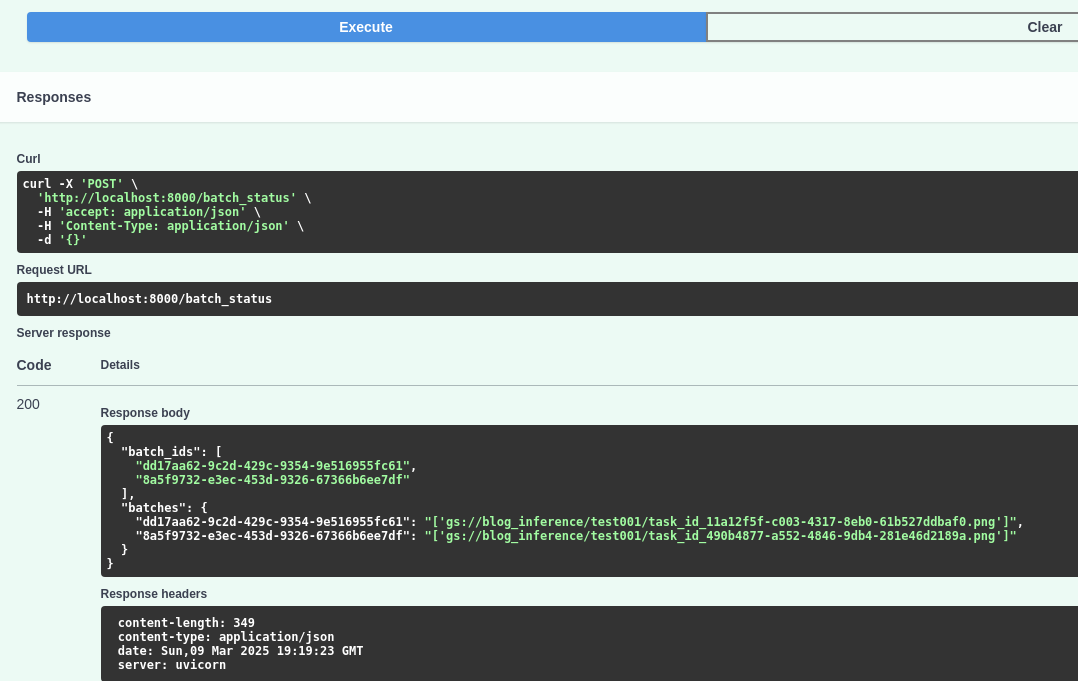 Execute
Clear
Responses
Curl
curl -X 'POST' \
  'http://localhost:8000/batch_status' \
  -H 'accept: application/json' \
  -H 'Content-Type: application/json' \
  -d '{}'
Request URL
http://localhost:8000/batch_status
Server response
Code Details
200
Response body
{
  "batch_ids": [
    "dd17aa62-9c2d-429c-9354-9e516955fc61",
    "8a5f9732-e3ec-453d-9326-67366b6ee7df"
  ],
  "batches": {
    "dd17aa62-9c2d-429c-9354-9e516955fc61": "['gs://blog_inference/test001/task_id_11a12f5f-c003-4317-8eb0-61b527ddbaf0.png']",
    "8a5f9732-e3ec-453d-9326-67366b6ee7df": "['gs://blog_inference/test001/task_id_490b4877-a552-4846-9db4-281e46d2189a.png']"
  }
}
Response headers
content-length: 349
content-type: application/json
date: Sun,09 Mar 2025 19:19:23 GMT
server: uvicorn